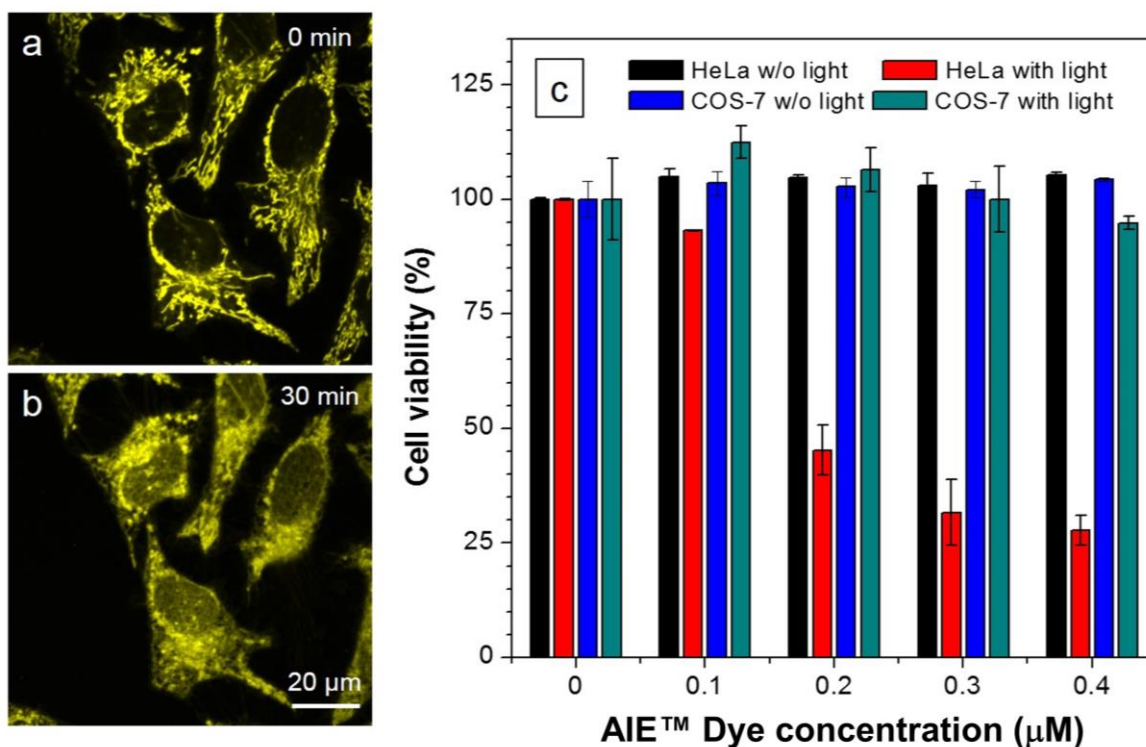 a
0 min
b
30 min
20 µm
c
HeLa w/o light
HeLa with light
COS-7 w/o light
COS-7 with light
Cell viability (%)
125
100
75
50
25
0
0 0.1 0.2 0.3 0.4
AIE™ Dye concentration (µM)